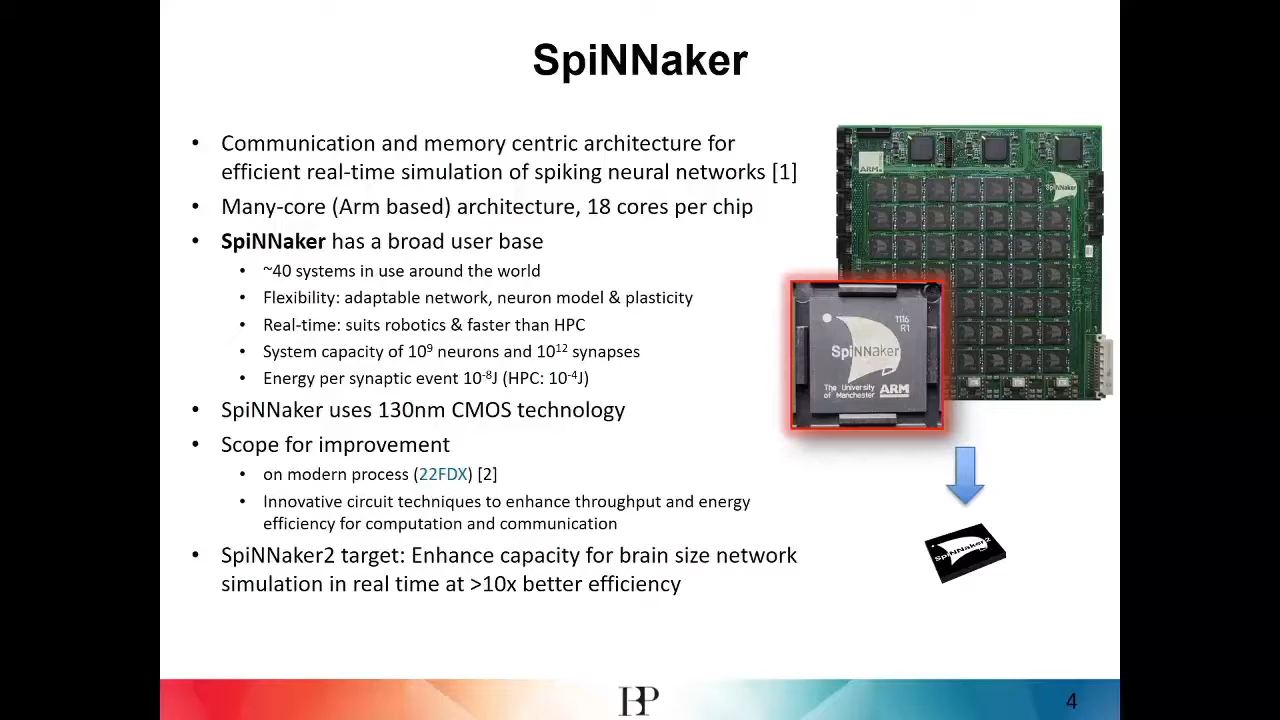 SpiNNaker
• Communication and memory centric architecture for
efficient real-time simulation of spiking neural networks [1]
• Many-core (Arm based) architecture, 18 cores per chip
• SpiNNaker has a broad user base
• ~40 systems in use around the world
• Flexibility: adaptable network, neuron model & plasticity
• Real-time: suits robotics & faster than HPC
• System capacity of 10⁹ neurons and 10¹² synapses
• Energy per synaptic event 10⁻⁸J (HPC: 10⁻⁴J)
• SpiNNaker uses 130nm CMOS technology
• Scope for improvement
• on modern process (22FDX) [2]
• Innovative circuit techniques to enhance throughput and energy
efficiency for computation and communication
• SpiNNaker2 target: Enhance capacity for brain size network
simulation in real time at >10x better efficiency
ARM
SpiNNaker
1116
R1
SpiNNaker
The University
of Manchester
ARM
SpiNNaker2
BP
4